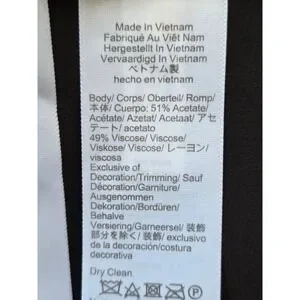 Made In Vietnam
Fabriqué Au Viêt Nam
Hergestellt In Vietnam
Vervaardigd In Vietnam
ベトナム製
hecho en vietnam
Body/ Corps/ Oberteil/ Romp/
本体/ Cuerpo: 51% Acetate/
Acétate/ Azetat/ Acetaat/ アセ
テート/ acetato
49% Viscose/ Viscose/
Viskose/ Viscose/ レーヨン/
viscosa
Exclusive of
Decoration/Trimming/ Sauf
Décoration/Garniture/
Ausgenommen
Dekoration/Bordüren/
Behalve
Versiering/Garneersel/ 装飾
部分を除く/ 装飾/ exclusivo
de la decoración/costura
decorativa
Dry Clean